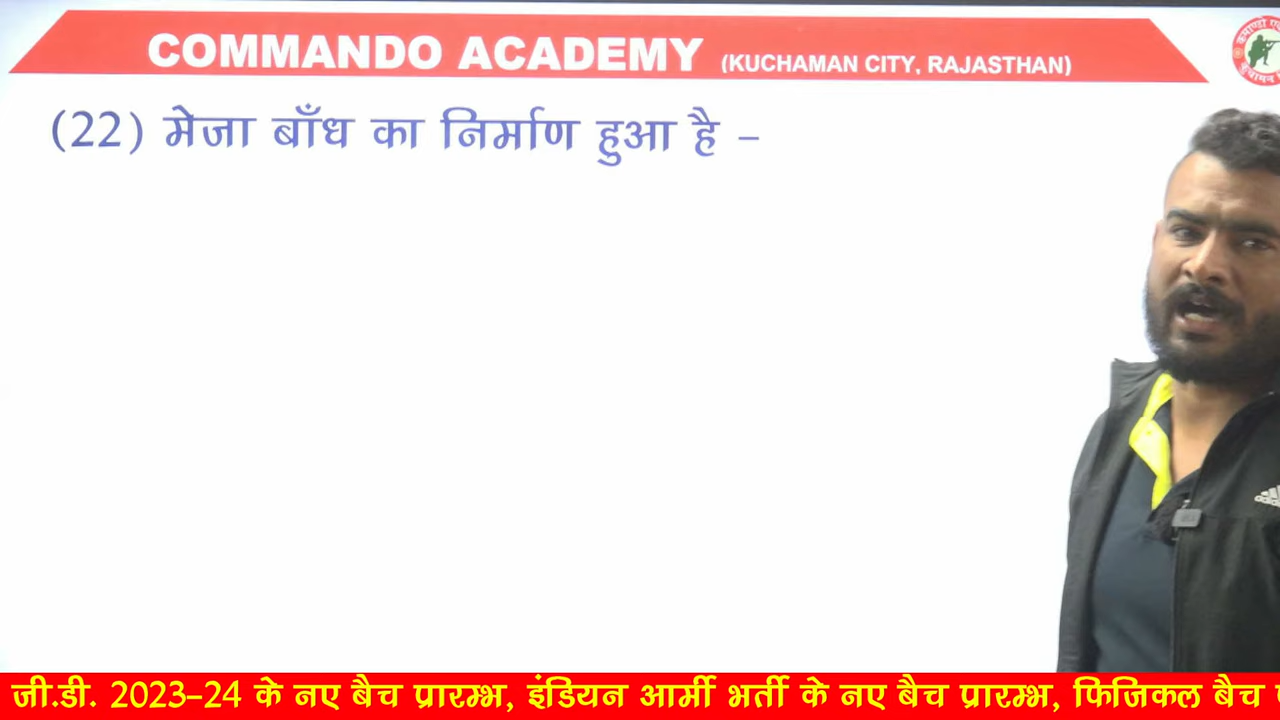 COMMANDO ACADEMY (KUCHAMAN CITY, RAJASTHAN)
(22) मेजा बाँध का निर्माण हुआ है –
जी.डी. 2023-24 के नए बैच प्रारम्भ, इंडियन आर्मी भर्ती के नए बैच प्रारम्भ, फिजिकल बैच